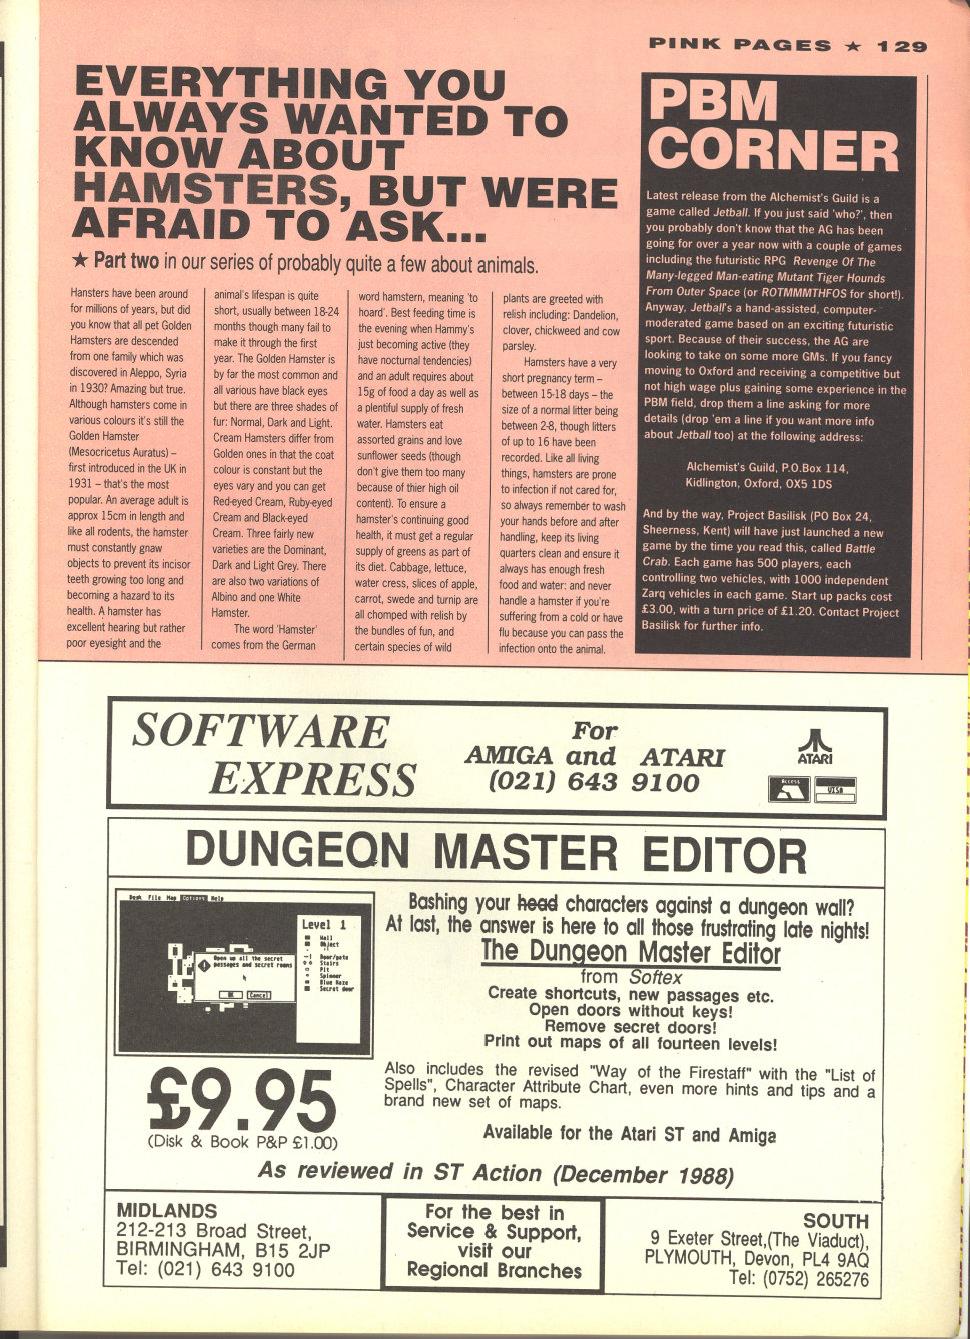 PINK PAGES ★ 129
EVERYTHING YOU
ALWAYS WANTED TO
KNOW ABOUT
HAMSTERS, BUT WERE
AFRAID TO ASK...
★ Part two in our series of probably quite a few about animals.
Hansters have been around
for millions of years, but did
you know that all pet Golden
Hamsters are descended
from one family which was
discovered in Aleppo, Syria
in 1930? Amazing but true.
Although hamsters come in
various colours it's still the
Golden Hamster
(Mesocricetus Auratus) –
first introduced in the UK in
1931 – that's the most
popular. An average adult is
approx 15cm in length and
like all rodents, the hamster
must constantly gnaw
objects to prevent its incisor
teeth growing too long and
becoming a hazard to its
health. A hamster has
excellent hearing but rather
poor eyesight and the
animal's lifespan is quite
short, usually between 18-24
months though many fail to
make it through the first
year. The Golden Hamster is
by far the most common and
all various have black eyes
but there are three shades of
fur: Normal, Dark and Light.
Cream Hamsters differ from
Golden ones in that the coat
colour is constant but the
eyes vary and you can get
Red-eyed Cream, Ruby-eyed
Cream and Black-eyed
Cream. Three fairly new
varieties are the Dominant,
Dark and Light Grey. There
are also two variations of
Albino and one White
Hamster.
The word 'Hamster'
comes from the German
word hamstern, meaning 'to
hoard'. Best feeding time is
the evening when Hammy's
just becoming active (they
have nocturnal tendencies)
and an adult requires about
15g of food a day as well as
a plentiful supply of fresh
water. Hamsters eat
assorted grains and love
sunflower seeds (though
don't give them too many
because of thier high oil
content). To ensure a
hamster's continuing good
health, it must get a regular
supply of greens as part of
its diet. Cabbage, lettuce,
water cress, slices of apple,
carrot, swede and turnip are
all chomped with relish by
the bundles of fun, and
certain species of wild
plants are greeted with
relish including: Dandelion,
clover, chickweed and cow
parsley.
Hamsters have a very
short pregnancy term –
between 15-18 days – the
size of a normal litter being
between 2-8, though litters
of up to 16 have been
recorded. Like all living
things, hamsters are prone
to infection if not cared for,
so always remember to wash
your hands before and after
handling, keep its living
quarters clean and ensure it
always has enough fresh
food and water: and never
handle a hamster if you're
suffering from a cold or have
flu because you can pass the
infection onto the animal.
PBM
CORNER
Latest release from the Alchemist's Guild is a
game called Jetball. If you just said 'who?', then
you probably don't know that the AG has been
going for over a year now with a couple of games
including the futuristic RPG Revenge Of The
Many-legged Man-eating Mutant Tiger Hounds
From Outer Space (or ROTMMMTHFOS for short!).
Anyway, Jetball's a hand-assisted, computer-
moderated game based on an exciting futuristic
sport. Because of their success, the AG are
looking to take on some more GMs. If you fancy
moving to Oxford and receiving a competitive but
not high wage plus gaining some experience in the
PBM field, drop them a line asking for more
details (drop 'em a line if you want more info
about Jetball too) at the following address:
Alchemist's Guild, P.O.Box 114,
Kidlington, Oxford, OX5 1DS
And by the way, Project Basilisk (PO Box 24,
Sheerness, Kent) will have just launched a new
game by the time you read this, called Battle
Crab. Each game has 500 players, each
controlling two vehicles, with 1000 independent
Zarq vehicles in each game. Start up packs cost
£3.00, with a turn price of £1.20. Contact Project
Basilisk for further info.
SOFTWARE
EXPRESS
For
AMIGA and ATARI
(021) 643 9100
ATARI
Access
VISA
DUNGEON MASTER EDITOR
Desk File Map Options Help
Level 1
Wall
Object
Door/gate
Stairs
Pit
Spinner
Blue Haze
Secret door
Open up all the secret
passages and secret rooms
OK Cancel
Bashing your head characters against a dungeon wall?
At last, the answer is here to all those frustrating late nights!
The Dungeon Master Editor
from Softex
Create shortcuts, new passages etc.
Open doors without keys!
Remove secret doors!
Print out maps of all fourteen levels!
Also includes the revised "Way of the Firestaff" with the "List of
Spells", Character Attribute Chart, even more hints and tips and a
brand new set of maps.
Available for the Atari ST and Amiga
£9.95
(Disk & Book P&P £1.00)
As reviewed in ST Action (December 1988)
MIDLANDS
212-213 Broad Street,
BIRMINGHAM, B15 2JP
Tel: (021) 643 9100
For the best in
Service & Support,
visit our
Regional Branches
SOUTH
9 Exeter Street,(The Viaduct),
PLYMOUTH, Devon, PL4 9AQ
Tel: (0752) 265276